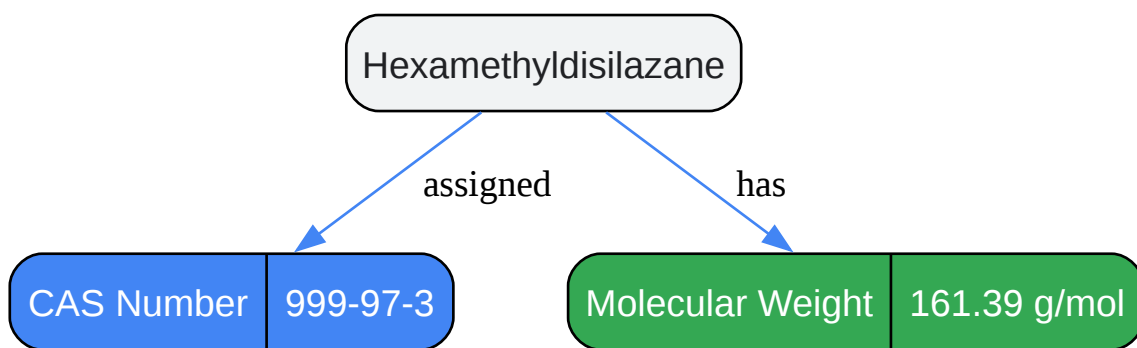 Hexamethyldisilazane
assigned
has
CAS Number 999-97-3
Molecular Weight 161.39 g/mol